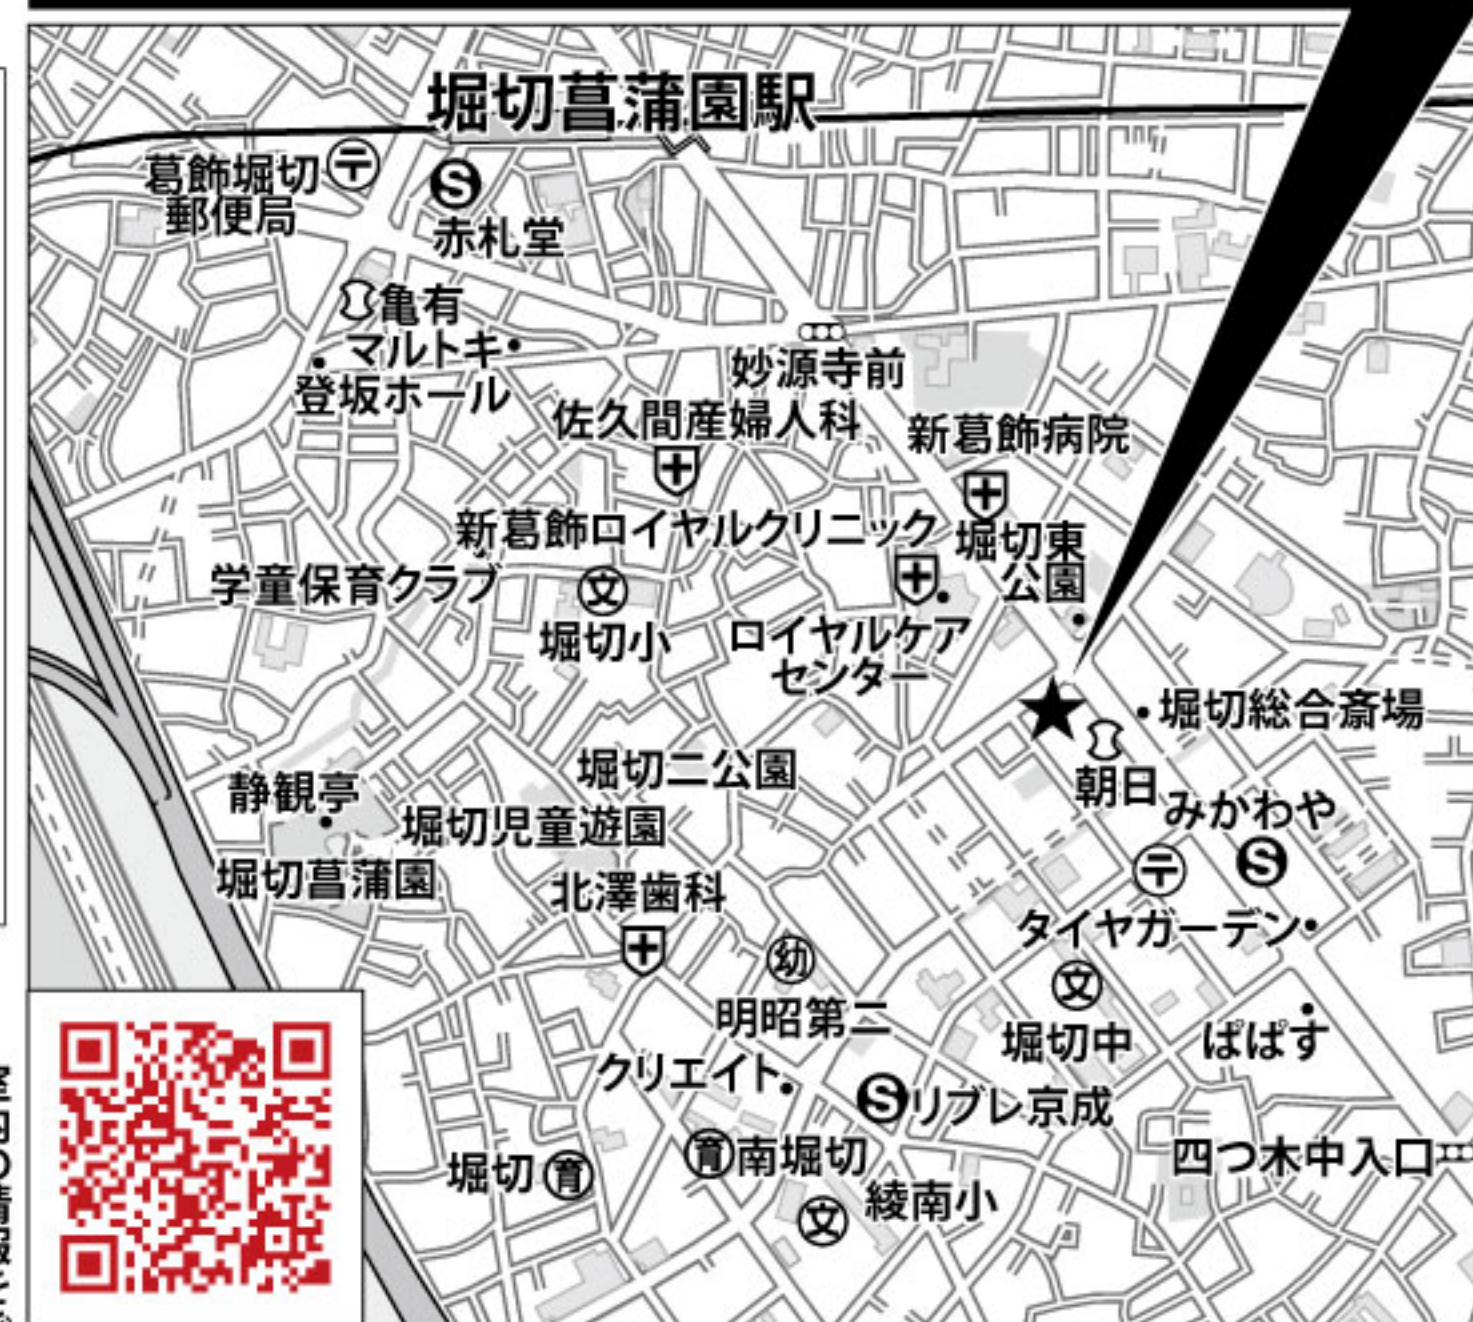 堀切菖蒲園駅
葛飾堀切
郵便局
〒
S
赤札堂
亀有
マルトキ
登坂ホール
妙源寺前
佐久間産婦人科
新葛飾病院
新葛飾ロイヤルクリニック
堀切東
公園
学童保育クラブ
文
堀切小
ロイヤルケア
センター
堀切総合斎場
朝日
堀切二公園
静観亭
堀切児童遊園
みかわや
S
〒
堀切菖蒲園
北澤歯科
タイヤガーデン
幼
明昭第二
文
堀切中
ぱぱす
クリエイト
S
リブレ京成
堀切
育
育
南堀切
四つ木中入口
綾南小
文